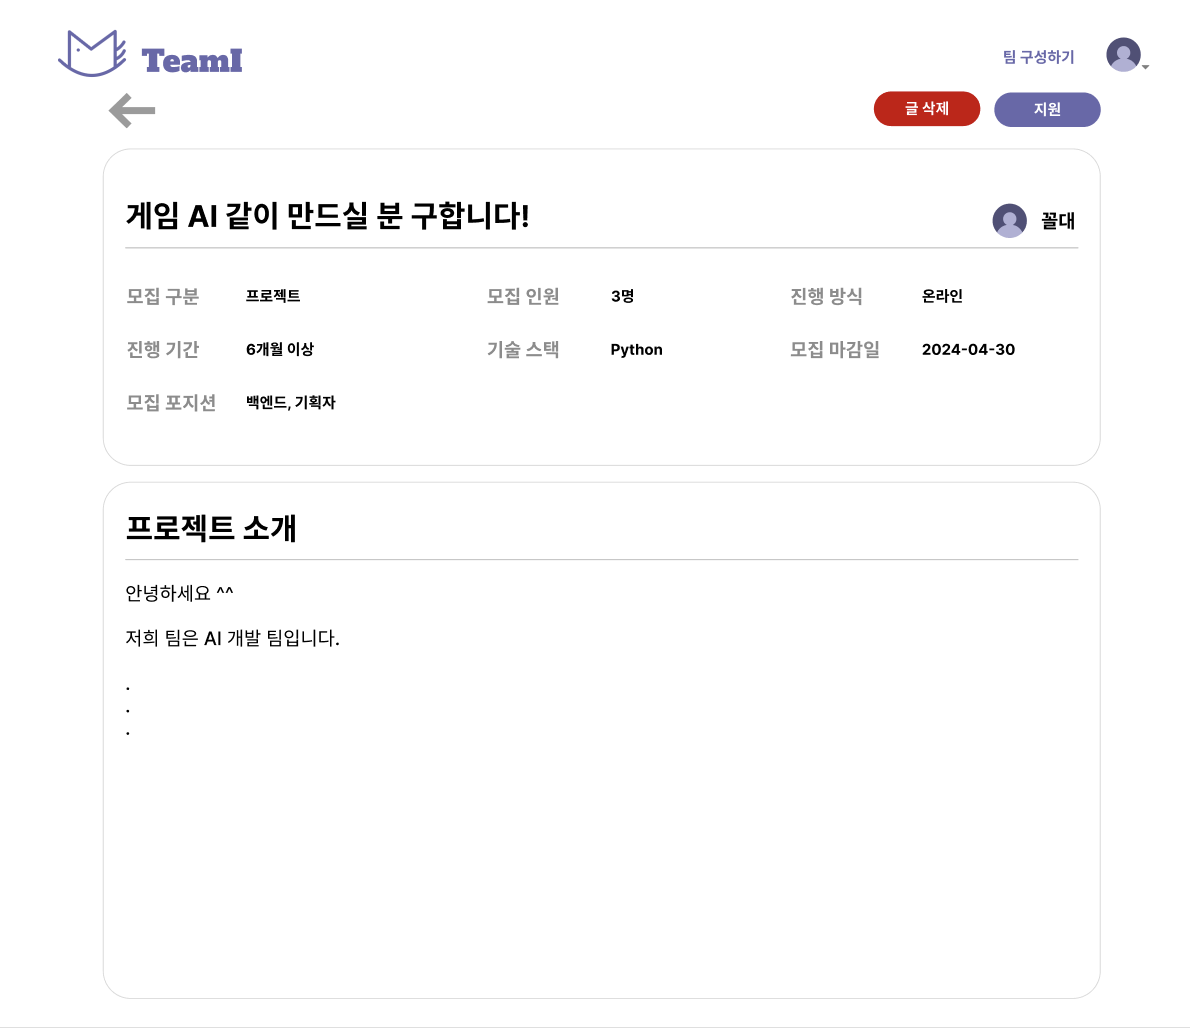 TeamI
팀 구성하기
글 삭제
지원
게임 AI 같이 만드실 분 구합니다!
꼴대
모집 구분 프로젝트 모집 인원 3명 진행 방식 온라인
진행 기간 6개월 이상 기술 스택 Python 모집 마감일 2024-04-30
모집 포지션 백엔드, 기획자
프로젝트 소개
안녕하세요 ^^
저희 팀은 AI 개발 팀입니다.
.
.
.